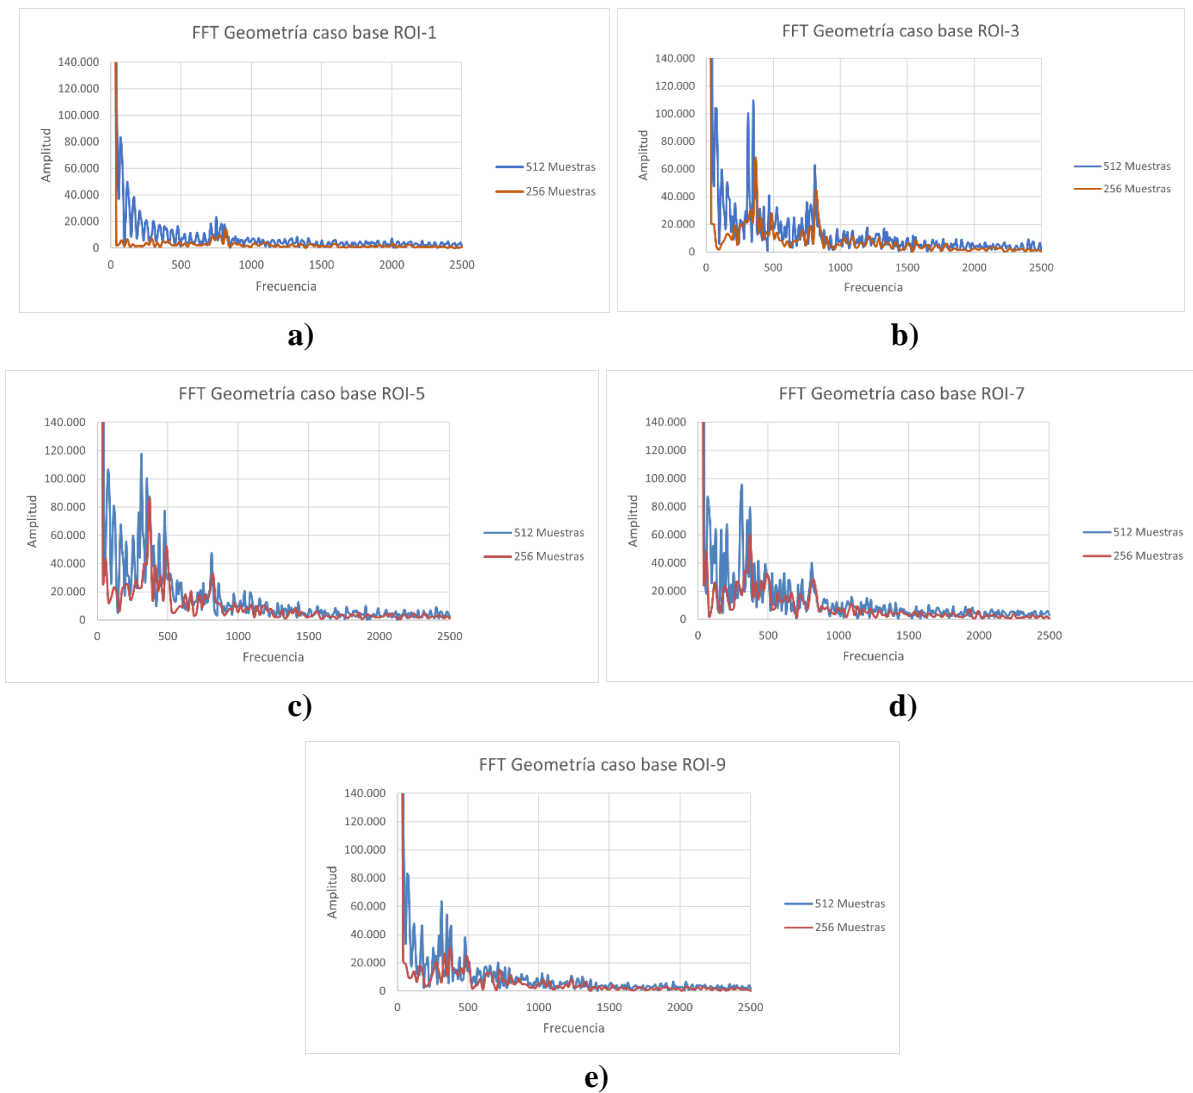 FFT Geometría caso base ROI-1
140.000
120.000
100.000
80.000
60.000
40.000
20.000
0
Amplitud
0 500 1000 1500 2000 2500
Frecuencia
512 Muestras
256 Muestras
a)
FFT Geometría caso base ROI-3
140.000
120.000
100.000
80.000
60.000
40.000
20.000
0
Amplitud
0 500 1000 1500 2000 2500
Frecuencia
512 Muestras
256 Muestras
b)
FFT Geometría caso base ROI-5
140.000
120.000
100.000
80.000
60.000
40.000
20.000
0
Amplitud
0 500 1000 1500 2000 2500
Frecuencia
512 Muestras
256 Muestras
c)
FFT Geometría caso base ROI-7
140.000
120.000
100.000
80.000
60.000
40.000
20.000
0
Amplitud
0 500 1000 1500 2000 2500
Frecuencia
512 Muestras
256 Muestras
d)
FFT Geometría caso base ROI-9
140.000
120.000
100.000
80.000
60.000
40.000
20.000
0
Amplitud
0 500 1000 1500 2000 2500
Frecuencia
512 Muestras
256 Muestras
e)